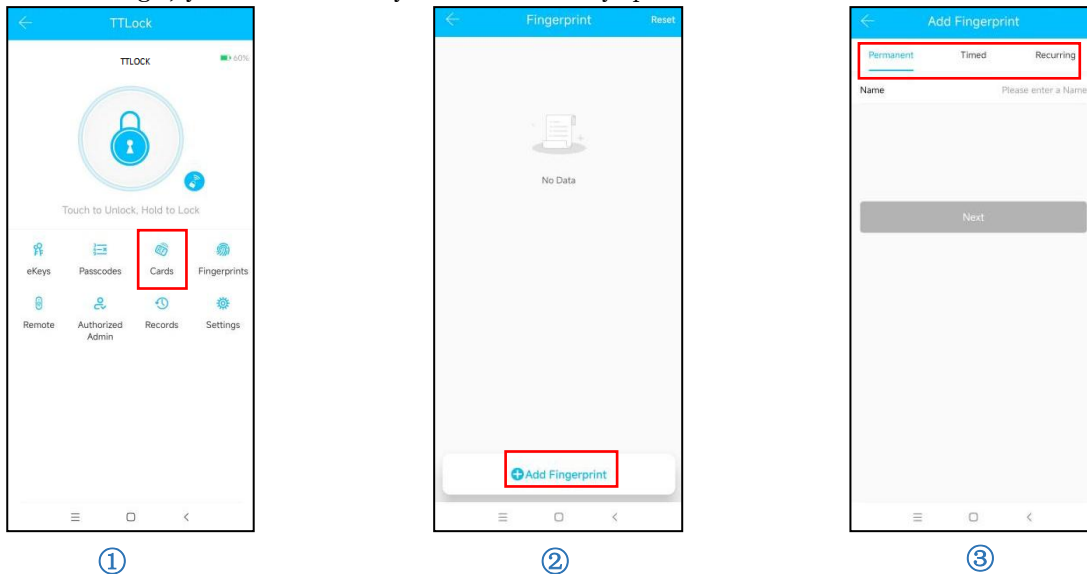 TTLock
TTLOCK
60%
Touch to Unlock, Hold to Lock
eKeys Passcodes Cards Fingerprints
Remote Authorized Admin Records Settings
①
Fingerprint Reset
No Data
Add Fingerprint
②
Add Fingerprint
Permanent Timed Recurring
Name Please enter a Name
Next
③